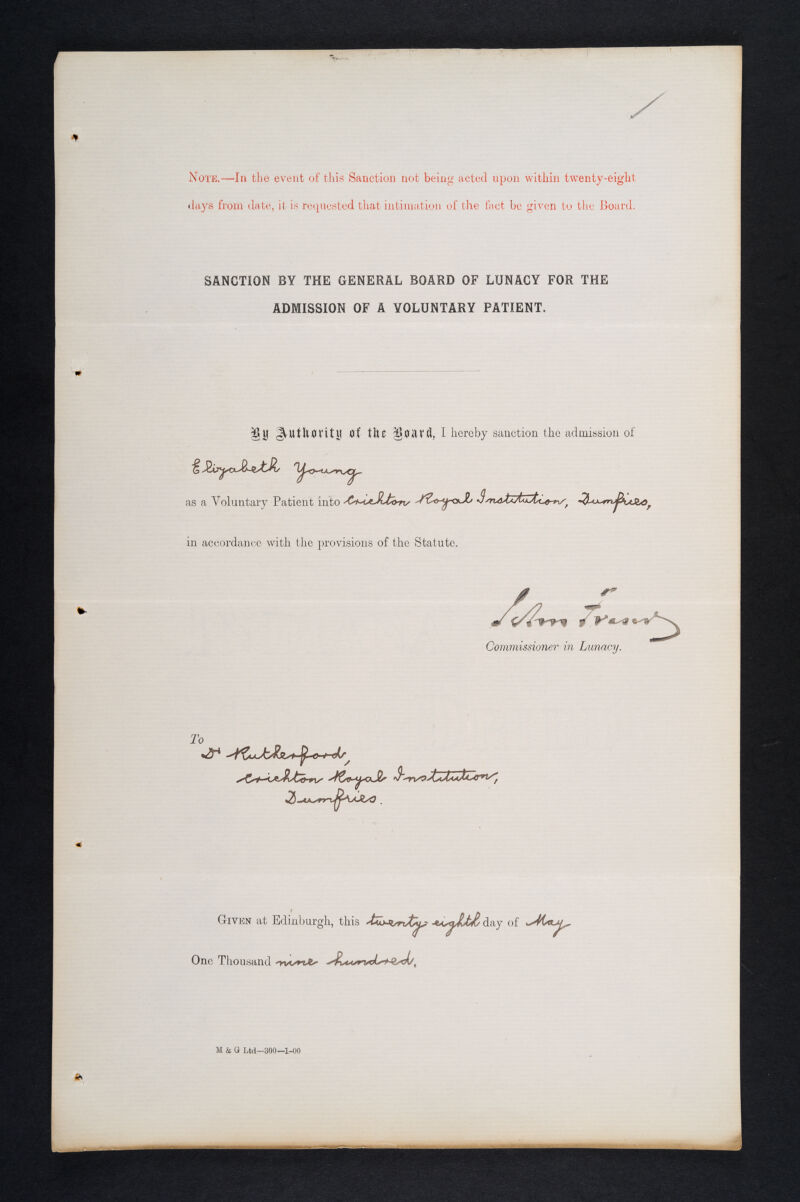 NOTE.—In the event of this Sanction not being acted upon within twenty-eight
days from date, it is requested that intimation of the fact be given to the Board.
SANCTION BY THE GENERAL BOARD OF LUNACY FOR THE
ADMISSION OF A VOLUNTARY PATIENT.
By Authority of the Board, I hereby sanction the admission of
Elizabeth Young
as a Voluntary Patient into Crichton Royal Institution, Dumfries,
in accordance with the provisions of the Statute.
John Fraser
Commissioner in Lunacy.
To
Dr Rutherford,
Crichton Royal Institution,
Dumfries.
GIVEN at Edinburgh, this twenty eighth day of May
One Thousand nine hundred,
M & G Ltd—300—1-00